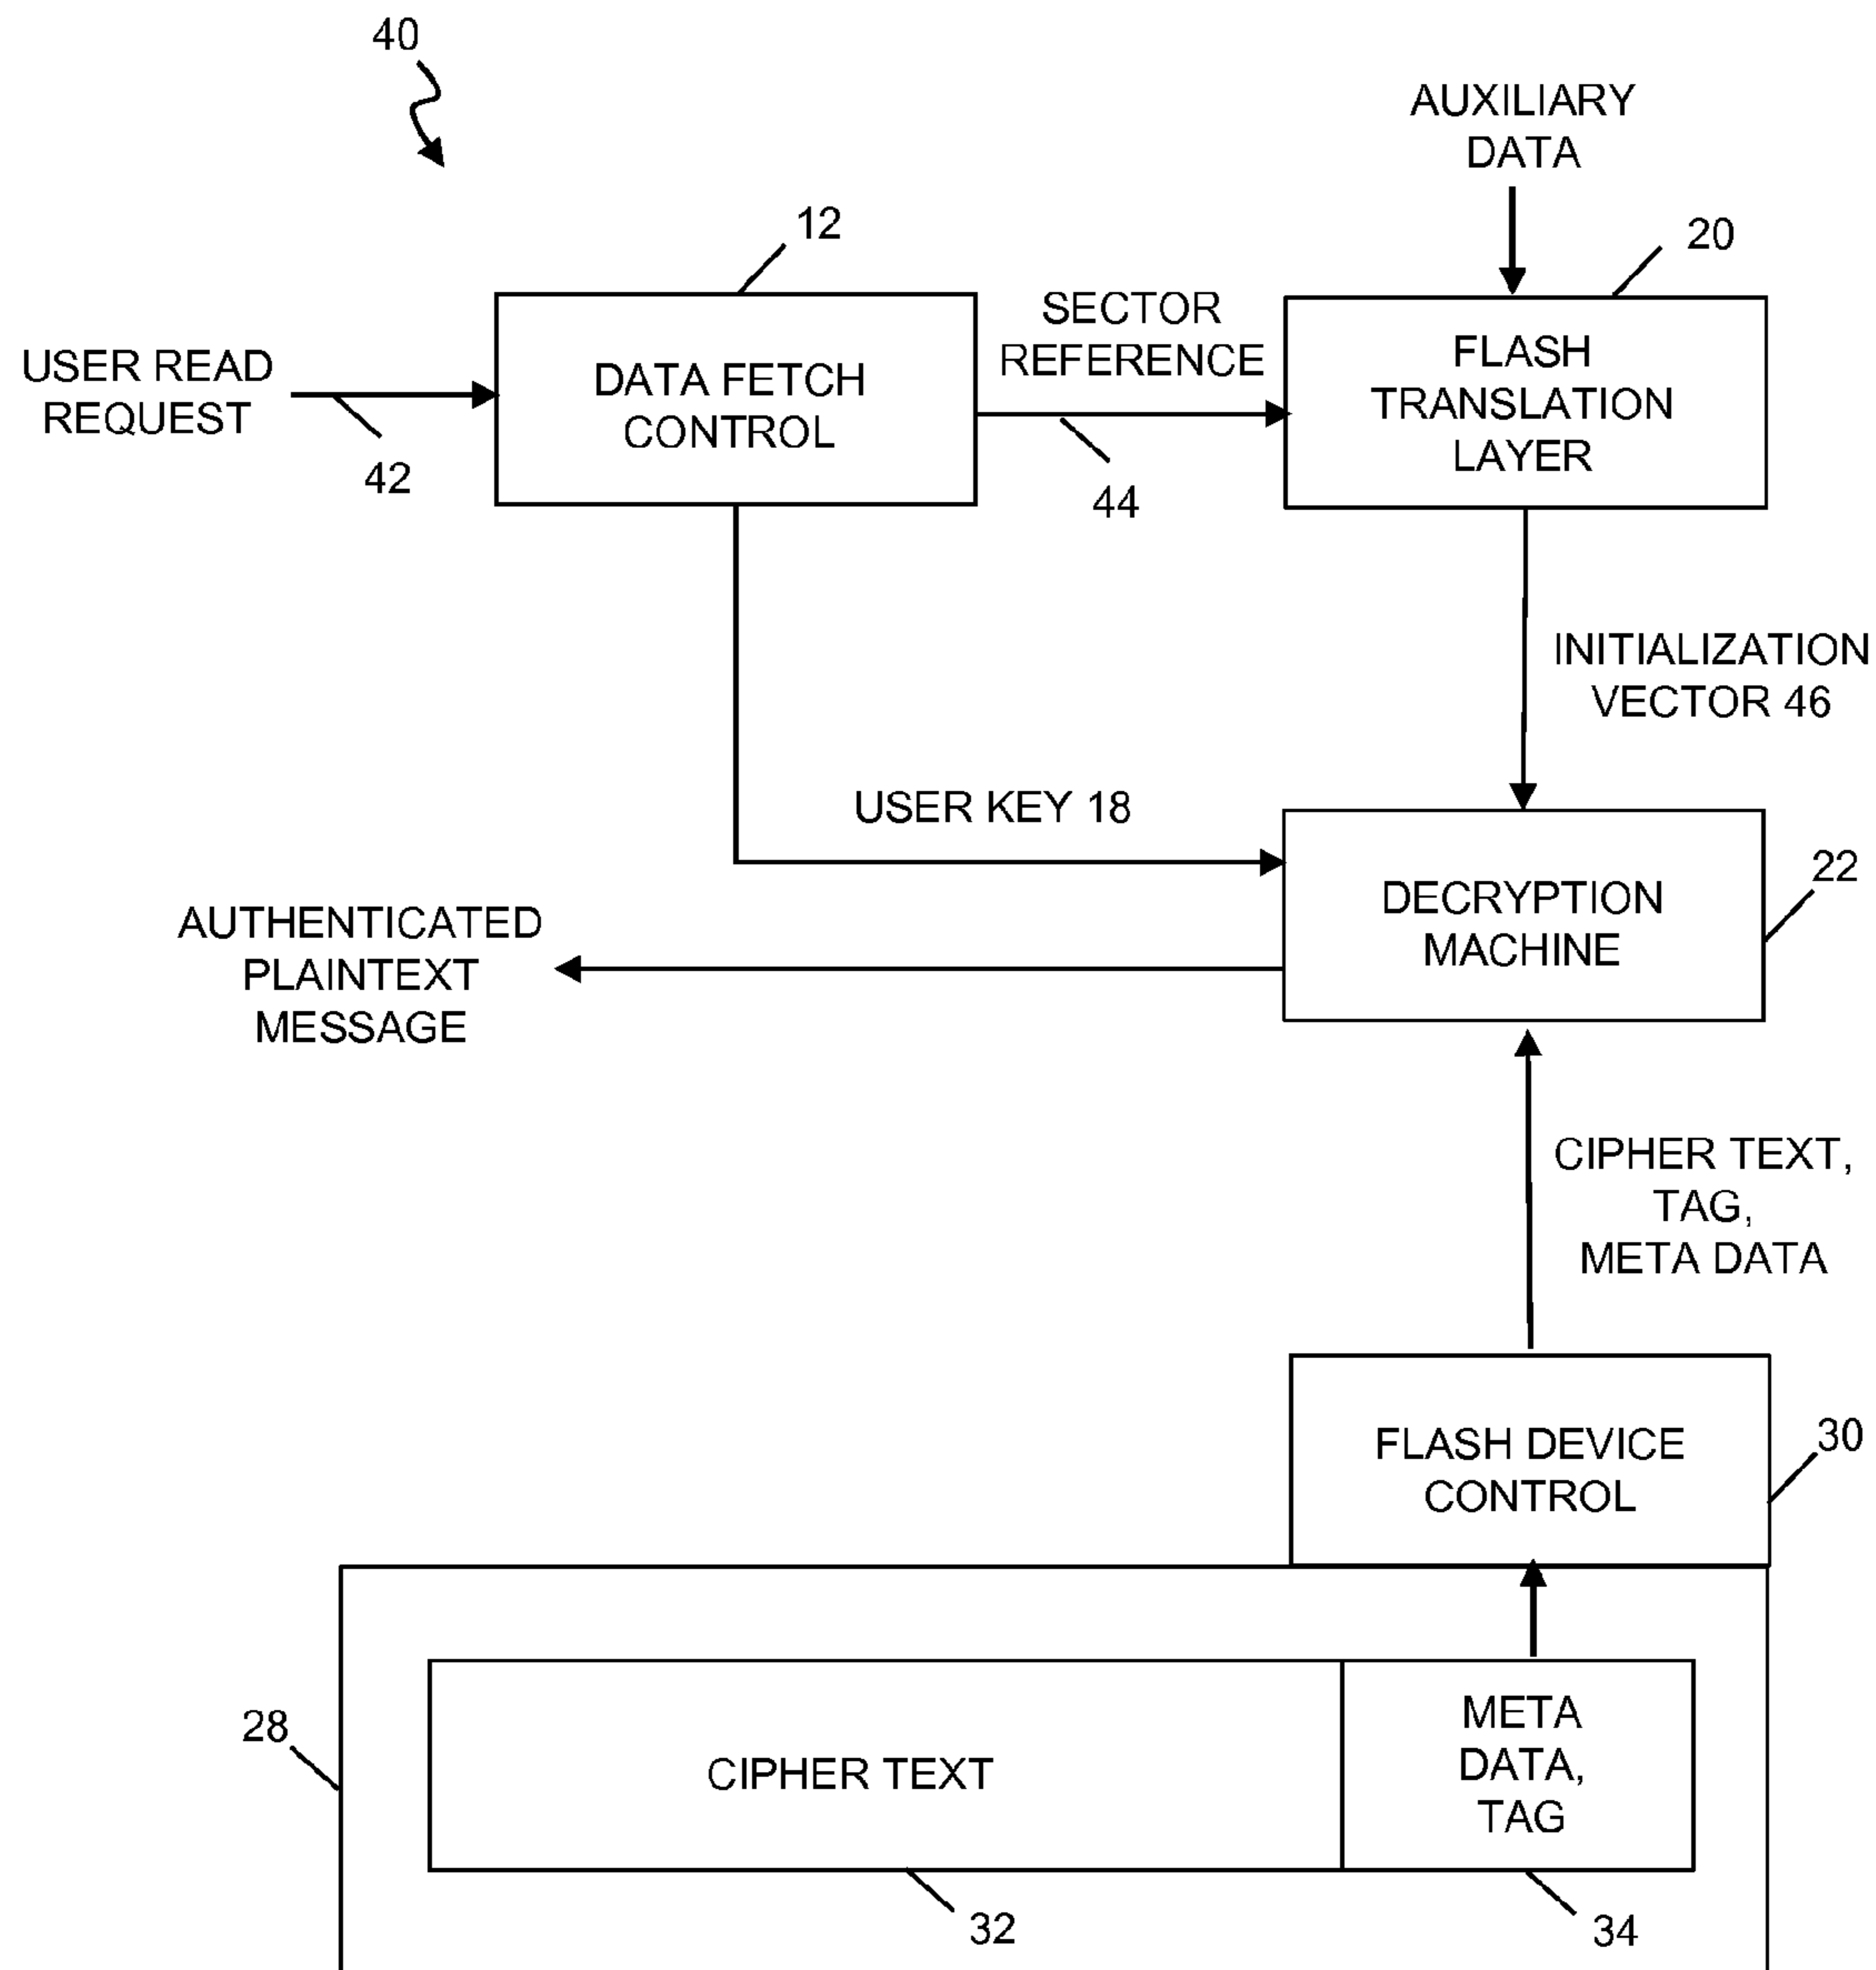 40
AUXILIARY
DATA
12
20
USER READ
REQUEST
42
DATA FETCH
CONTROL
SECTOR
REFERENCE
44
FLASH
TRANSLATION
LAYER
INITIALIZATION
VECTOR 46
USER KEY 18
22
DECRYPTION
MACHINE
AUTHENTICATED
PLAINTEXT
MESSAGE
CIPHER TEXT,
TAG,
META DATA
FLASH DEVICE
CONTROL
30
28
CIPHER TEXT
META
DATA,
TAG
32
34